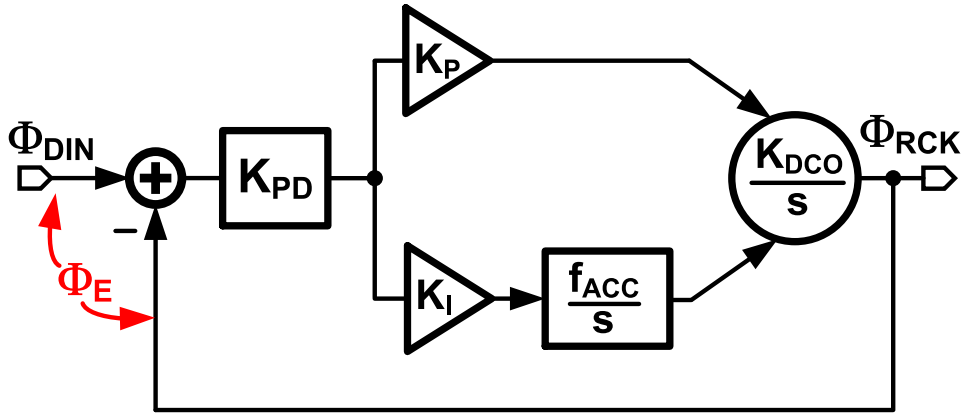 Φ_DIN
+
−
K_PD
K_P
K_I
f_ACC
s
K_DCO
s
Φ_RCK
Φ_E